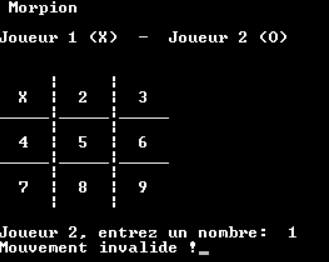 Morpion
Joueur 1 (X) – Joueur 2 (O)
X 2 3
4 5 6
7 8 9
Joueur 2, entrez un nombre: 1
Mouvement invalide !_